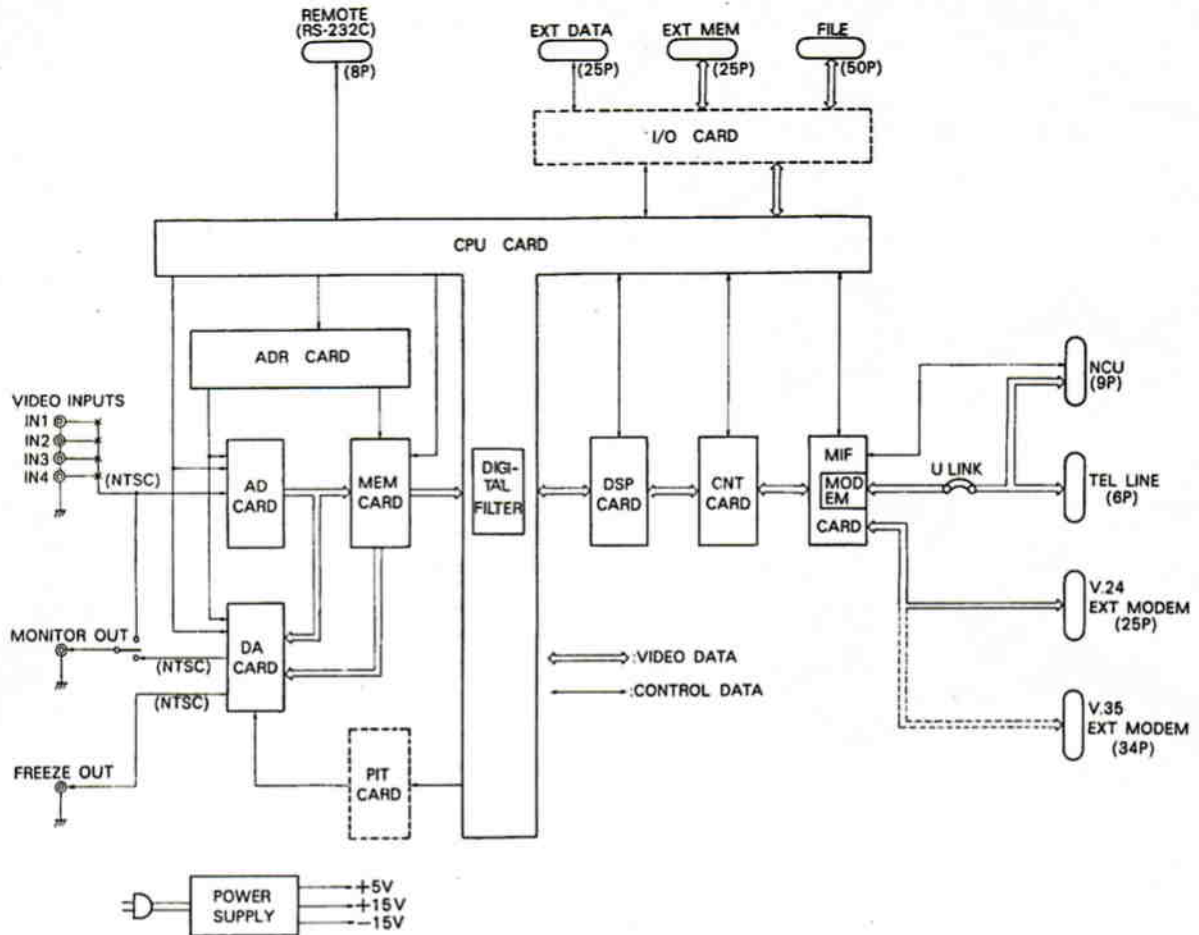 REMOTE
(RS-232C)
(8P)
EXT DATA
(25P)
EXT MEM
(25P)
FILE
(50P)
I/O CARD
CPU CARD
ADR CARD
VIDEO INPUTS
IN1
IN2
IN3
IN4
(NTSC)
AD
CARD
MEM
CARD
DIGI-
TAL
FILTER
DSP
CARD
CNT
CARD
MIF
MOD
EM
CARD
U LINK
NCU
(9P)
TEL LINE
(6P)
V.24
EXT MODEM
(25P)
V.35
EXT MODEM
(34P)
MONITOR OUT
(NTSC)
DA
CARD
(NTSC)
FREEZE OUT
PIT
CARD
:VIDEO DATA
:CONTROL DATA
POWER
SUPPLY
+5V
+15V
-15V